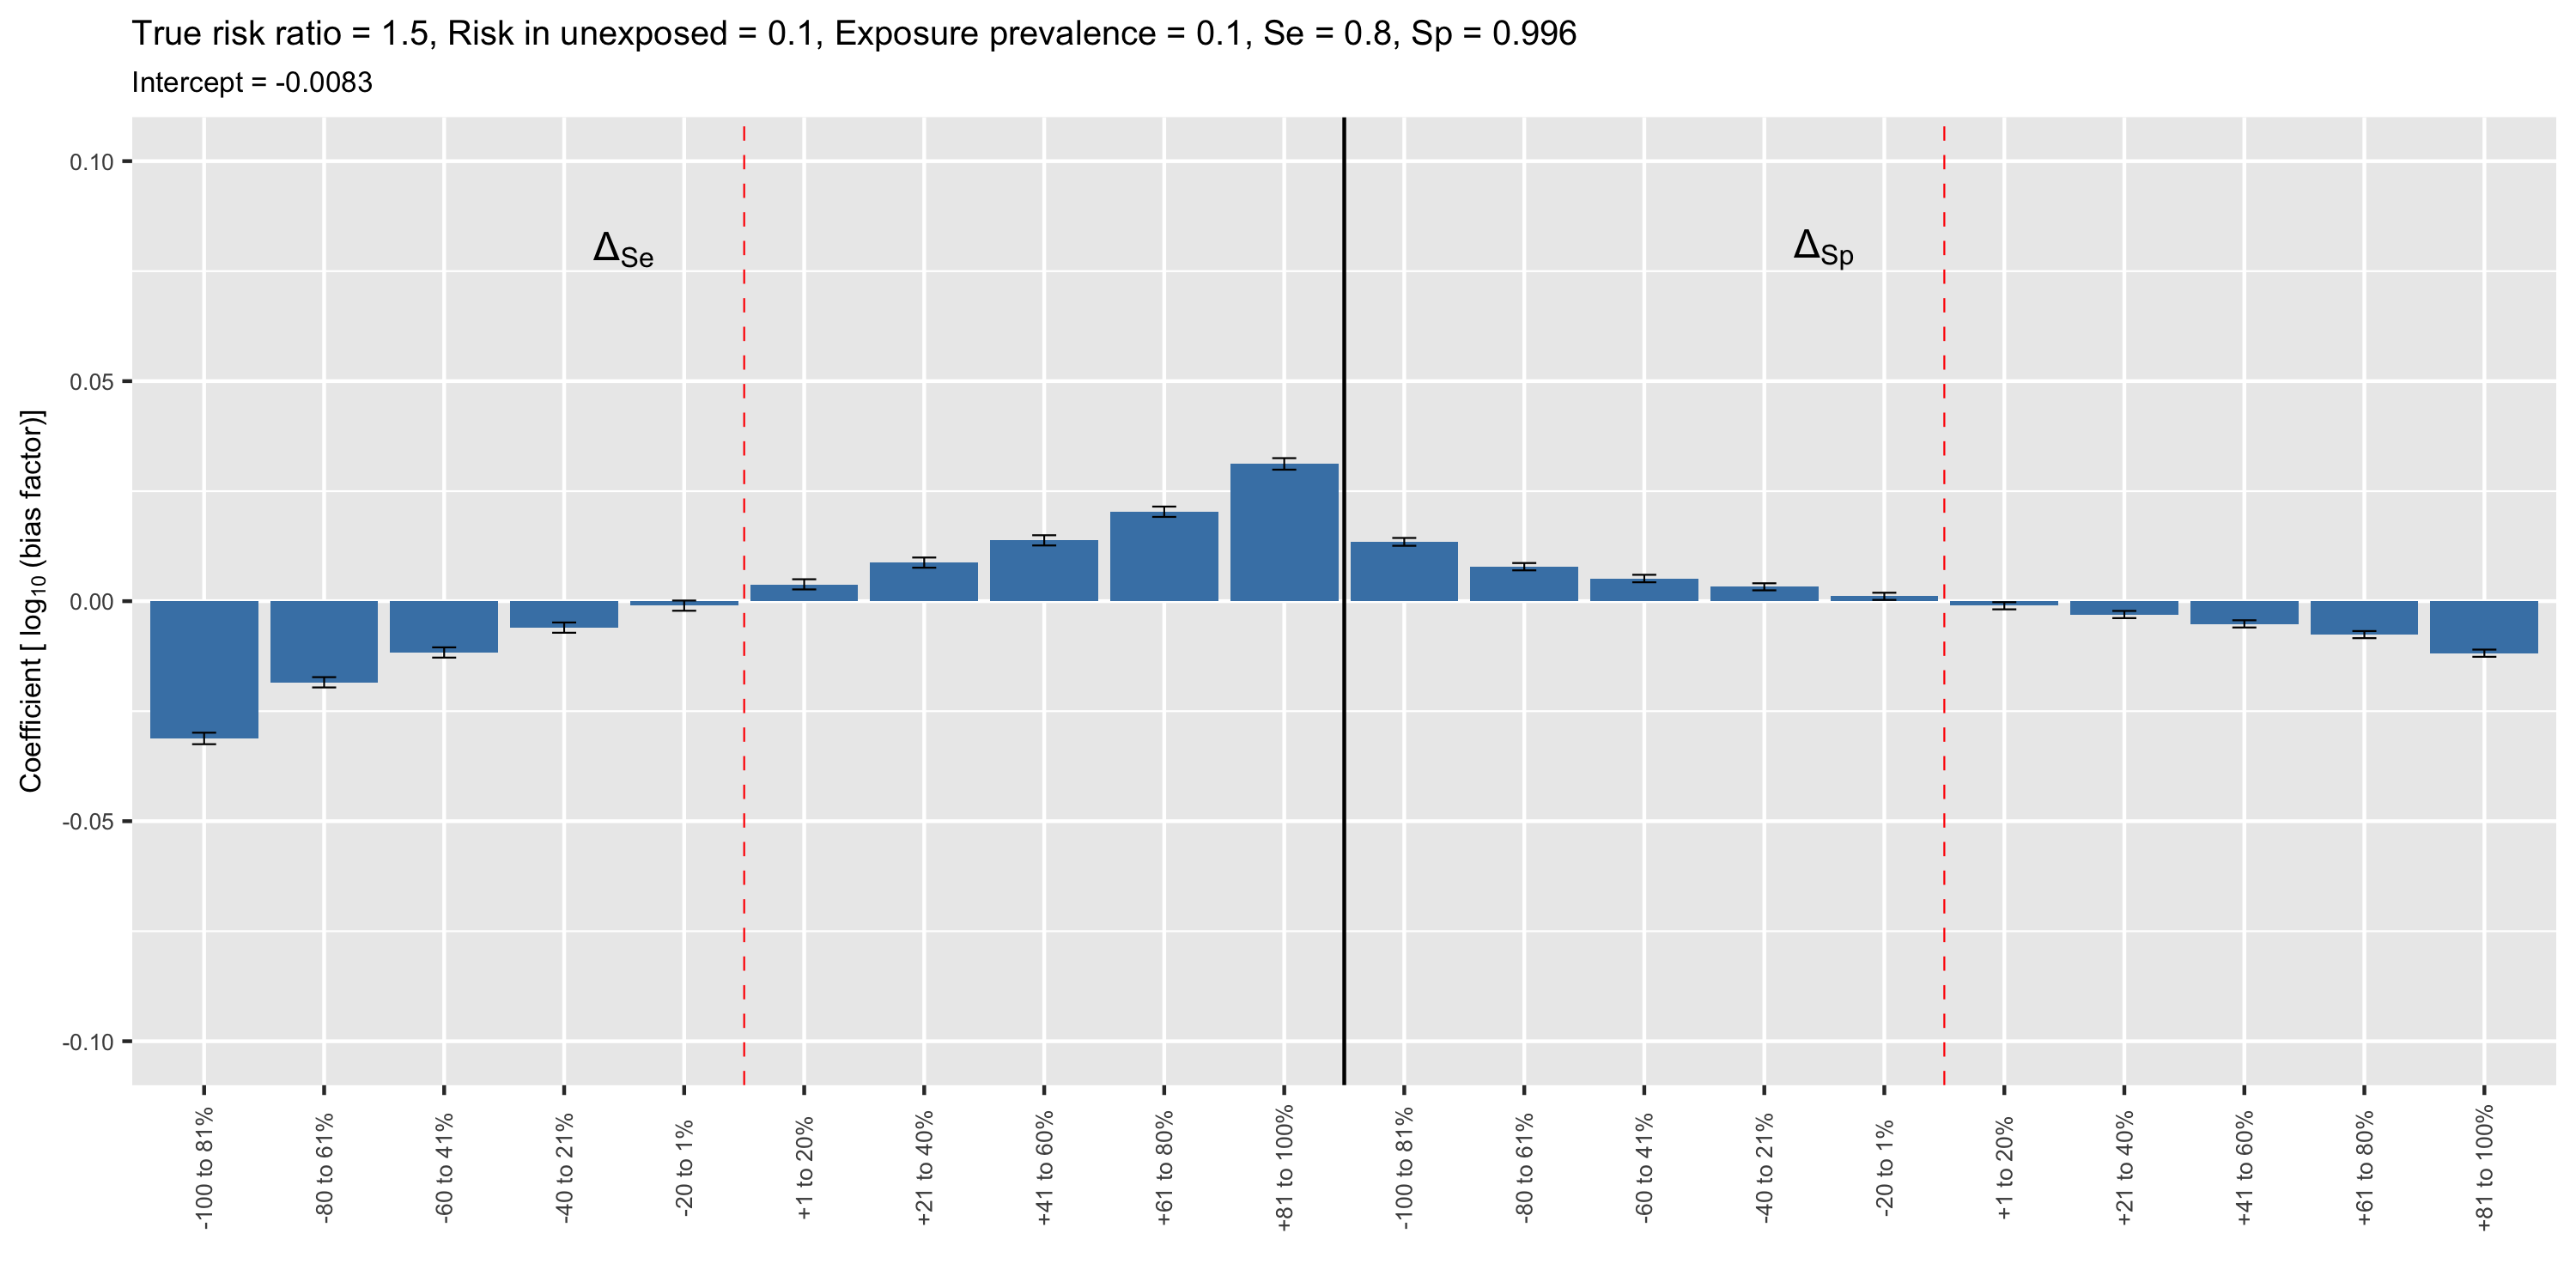 True risk ratio = 1.5, Risk in unexposed = 0.1, Exposure prevalence = 0.1, Se = 0.8, Sp = 0.996
Intercept = -0.0083
Coefficient [ log10 (bias factor)]
0.10
0.05
0.00
-0.05
-0.10
ΔSe
ΔSp
-100 to 81%
-80 to 61%
-60 to 41%
-40 to 21%
-20 to 1%
+1 to 20%
+21 to 40%
+41 to 60%
+61 to 80%
+81 to 100%
-100 to 81%
-80 to 61%
-60 to 41%
-40 to 21%
-20 to 1%
+1 to 20%
+21 to 40%
+41 to 60%
+61 to 80%
+81 to 100%